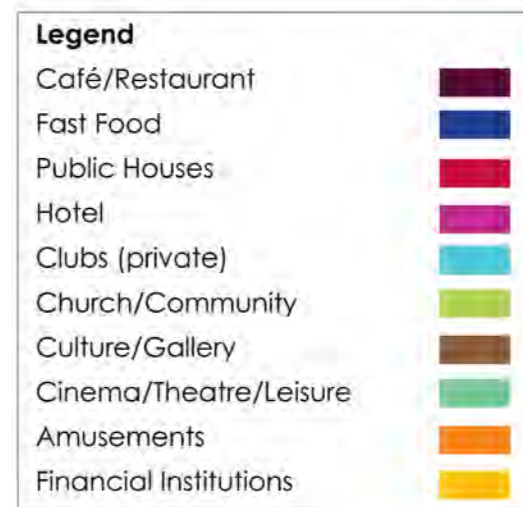 Legend
Café/Restaurant
Fast Food
Public Houses
Hotel
Clubs (private)
Church/Community
Culture/Gallery
Cinema/Theatre/Leisure
Amusements
Financial Institutions